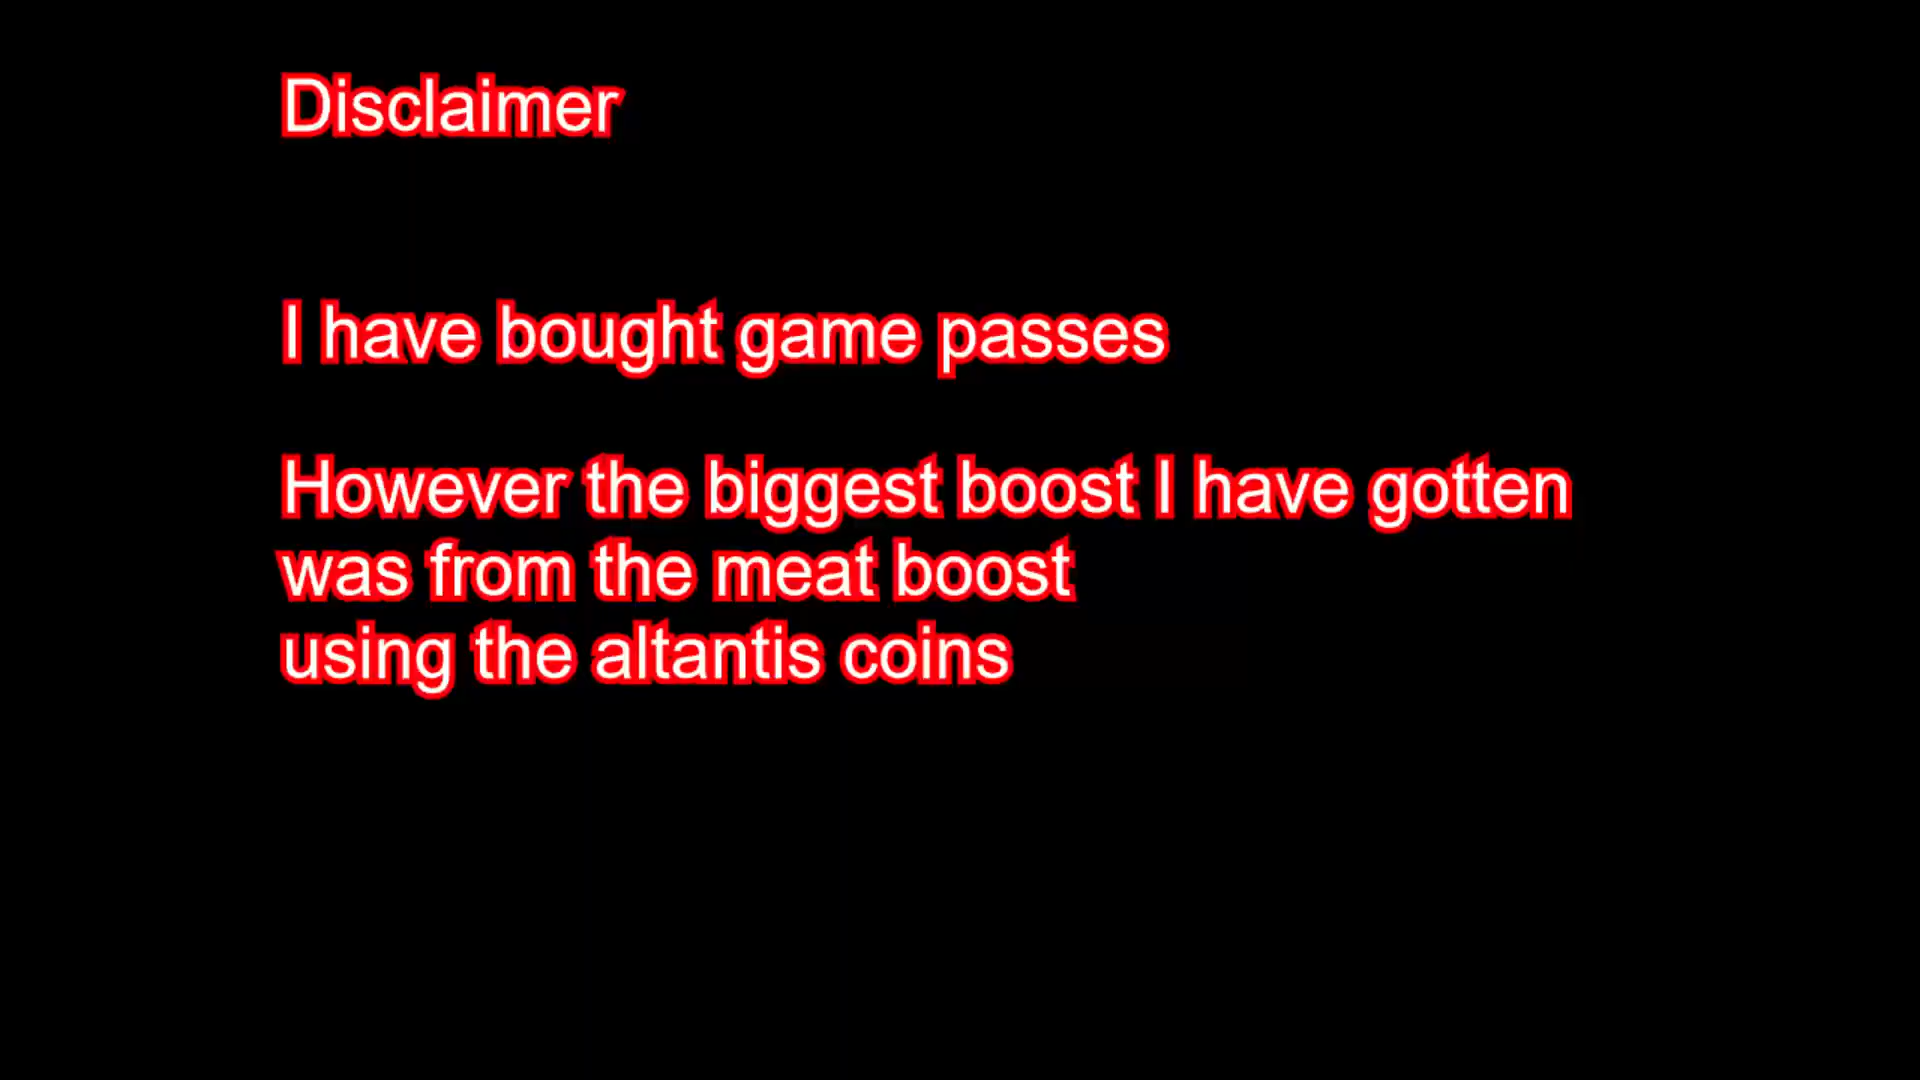 Disclaimer
I have bought game passes
However the biggest boost I have gotten
was from the meat boost
using the altantis coins